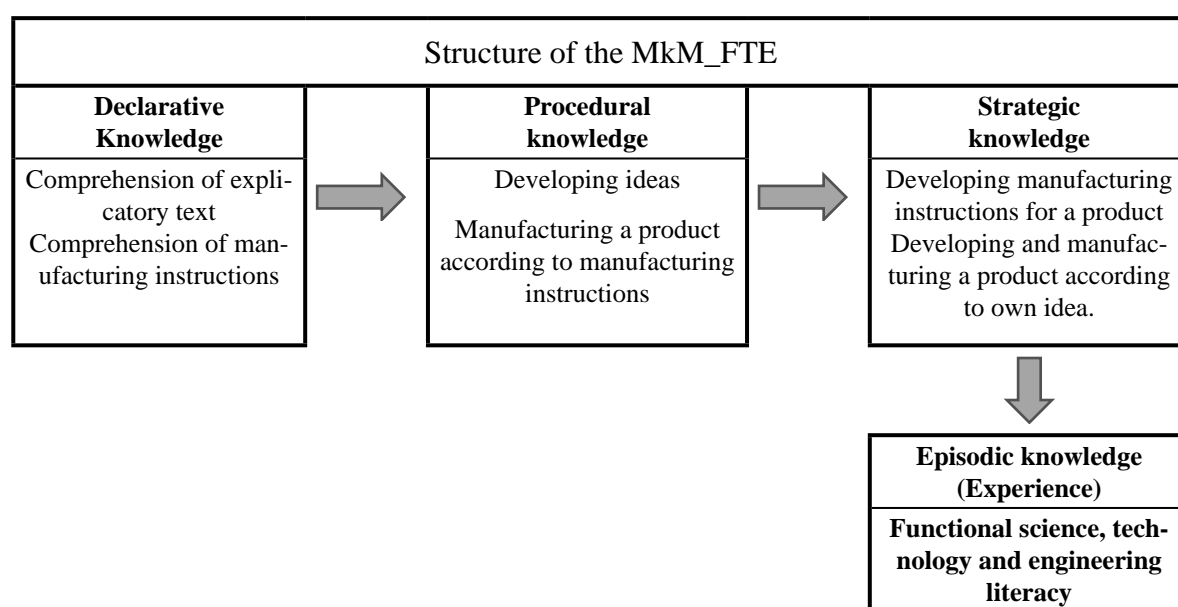 Structure of the MkM_FTE
Declarative
Knowledge
Comprehension of expli-
catory text
Comprehension of man-
ufacturing instructions
Procedural
knowledge
Developing ideas
Manufacturing a product
according to manufacturing
instructions
Strategic
knowledge
Developing manufacturing
instructions for a product
Developing and manufac-
turing a product according
to own idea.
Episodic knowledge
(Experience)
Functional science, tech-
nology and engineering
literacy